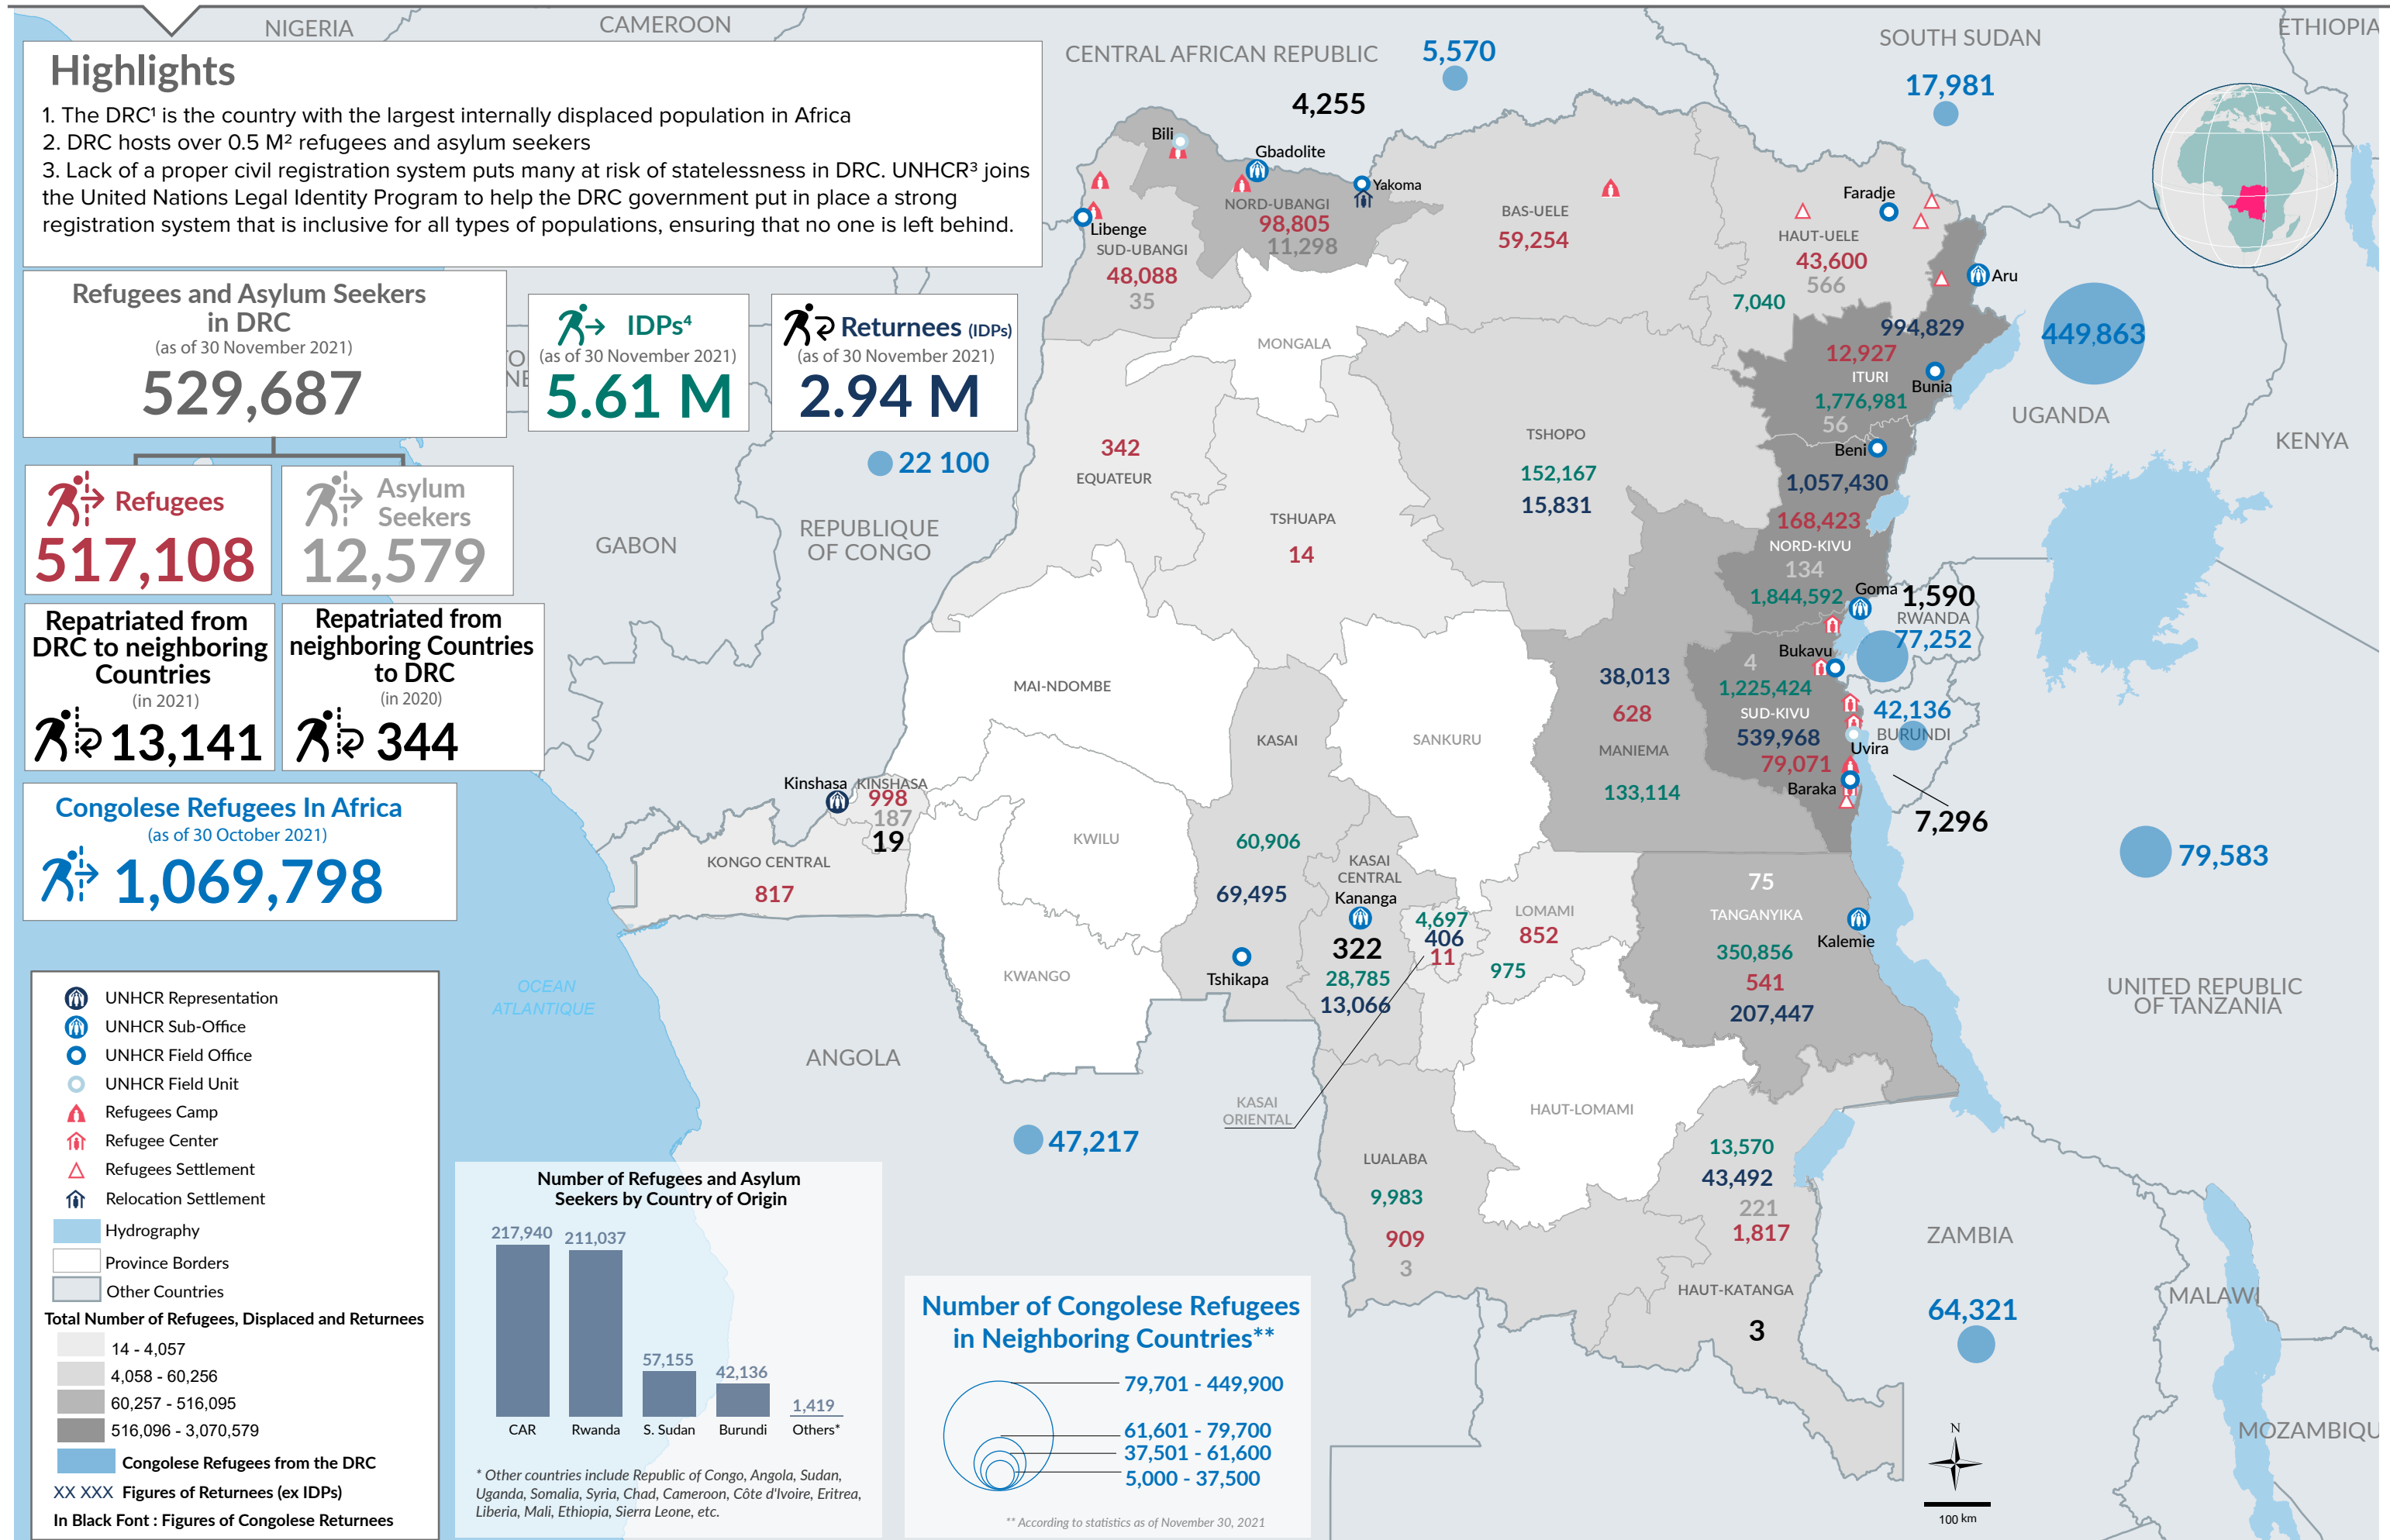 NIGERIA
CAMEROON
CENTRAL AFRICAN REPUBLIC
5,570
4,255
SOUTH SUDAN
17,981
ETHIOPIA
Highlights
1. The DRC¹ is the country with the largest internally displaced population in Africa
2. DRC hosts over 0.5 M² refugees and asylum seekers
3. Lack of a proper civil registration system puts many at risk of statelessness in DRC. UNHCR³ joins
the United Nations Legal Identity Program to help the DRC government put in place a strong
registration system that is inclusive for all types of populations, ensuring that no one is left behind.
Refugees and Asylum Seekers
in DRC
(as of 30 November 2021)
529,687
IDPs⁴
(as of 30 November 2021)
5.61 M
Returnees (IDPs)
(as of 30 November 2021)
2.94 M
Refugees
517,108
Asylum
Seekers
12,579
Repatriated from
DRC to neighboring
Countries
(in 2021)
13,141
Repatriated from
neighboring Countries
to DRC
(in 2020)
344
Congolese Refugees In Africa
(as of 30 October 2021)
1,069,798
UNHCR Representation
UNHCR Sub-Office
UNHCR Field Office
UNHCR Field Unit
Refugees Camp
Refugee Center
Refugees Settlement
Relocation Settlement
Hydrography
Province Borders
Other Countries
Total Number of Refugees, Displaced and Returnees
14 - 4,057
4,058 - 60,256
60,257 - 516,095
516,096 - 3,070,579
Congolese Refugees from the DRC
XX XXX Figures of Returnees (ex IDPs)
In Black Font : Figures of Congolese Returnees
OCEAN
ATLANTIQUE
GABON
22 100
REPUBLIQUE
OF CONGO
ANGOLA
47,217
Number of Refugees and Asylum
Seekers by Country of Origin
217,940
211,037
57,155
42,136
1,419
CAR
Rwanda
S. Sudan
Burundi
Others*
* Other countries include Republic of Congo, Angola, Sudan,
Uganda, Somalia, Syria, Chad, Cameroon, Côte d'Ivoire, Eritrea,
Liberia, Mali, Ethiopia, Sierra Leone, etc.
Number of Congolese Refugees
in Neighboring Countries**
79,701 - 449,900
61,601 - 79,700
37,501 - 61,600
5,000 - 37,500
** According to statistics as of November 30, 2021
Bili
Gbadolite
Yakoma
Libenge
NORD-UBANGI
98,805
11,298
SUD-UBANGI
48,088
35
BAS-UELE
59,254
Faradje
HAUT-UELE
43,600
566
7,040
Aru
994,829
12,927
ITURI
Bunia
1,776,981
56
449,863
UGANDA
KENYA
MONGALA
342
EQUATEUR
TSHUAPA
14
TSHOPO
152,167
15,831
Beni
1,057,430
168,423
NORD-KIVU
134
1,844,592
Goma
1,590
RWANDA
77,252
Bukavu
4
1,225,424
SUD-KIVU
539,968
79,071
Uvira
Baraka
42,136
BURUNDI
7,296
38,013
628
MANIEMA
133,114
MAI-NDOMBE
KASAI
SANKURU
Kinshasa
KINSHASA
998
187
19
KONGO CENTRAL
817
KWILU
KWANGO
60,906
69,495
Tshikapa
KASAI
CENTRAL
Kananga
322
28,785
13,066
4,697
406
11
KASAI
ORIENTAL
LOMAMI
852
975
75
TANGANYIKA
Kalemie
350,856
541
207,447
79,583
UNITED REPUBLIC
OF TANZANIA
HAUT-LOMAMI
LUALABA
9,983
909
3
13,570
43,492
221
1,817
HAUT-KATANGA
3
ZAMBIA
64,321
MALAWI
MOZAMBIQU
N
100 km